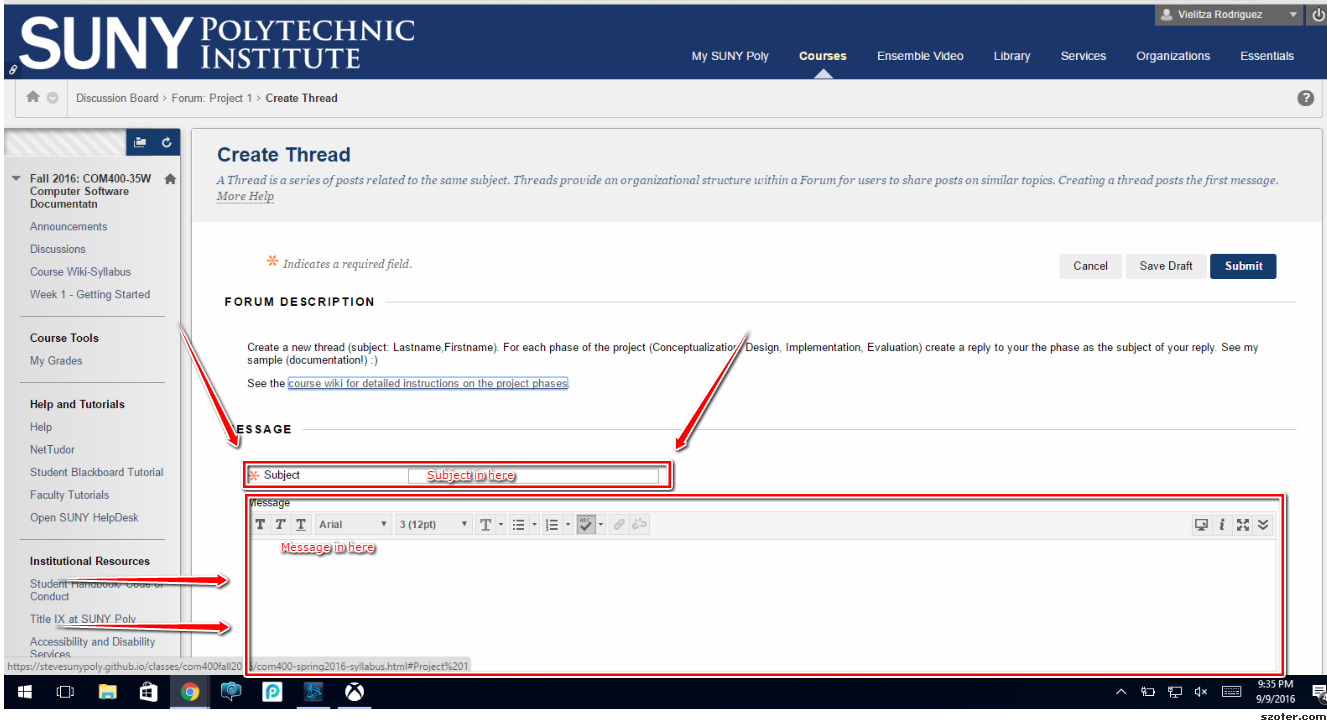 SUNY POLYTECHNIC
INSTITUTE
Vielitza Rodriguez
My SUNY Poly Courses Ensemble Video Library Services Organizations Essentials
Discussion Board > Forum: Project 1 > Create Thread
?
Fall 2016: COM400-35W
Computer Software
Documentatn
Announcements
Discussions
Course Wiki-Syllabus
Week 1 - Getting Started
Course Tools
My Grades
Help and Tutorials
Help
NetTudor
Student Blackboard Tutorial
Faculty Tutorials
Open SUNY HelpDesk
Institutional Resources
Student Handbook/ Code of
Conduct
Title IX at SUNY Poly
Accessibility and Disability
Services
Create Thread
A Thread is a series of posts related to the same subject. Threads provide an organizational structure within a Forum for users to share posts on similar topics. Creating a thread posts the first message.
More Help
* Indicates a required field.
Cancel Save Draft Submit
FORUM DESCRIPTION
Create a new thread (subject: Lastname,Firstname). For each phase of the project (Conceptualization, Design, Implementation, Evaluation) create a reply to your the phase as the subject of your reply. See my
sample (documentation!) :)
See the course wiki for detailed instructions on the project phases.
MESSAGE
* Subject Subject in here
Message
T T T Arial 3 (12pt) T ABC i
Message in here
https://stevesunypoly.github.io/classes/com400fall2016/com400-spring2016-syllabus.html#Project%201
9:35 PM
9/9/2016
szoter.com